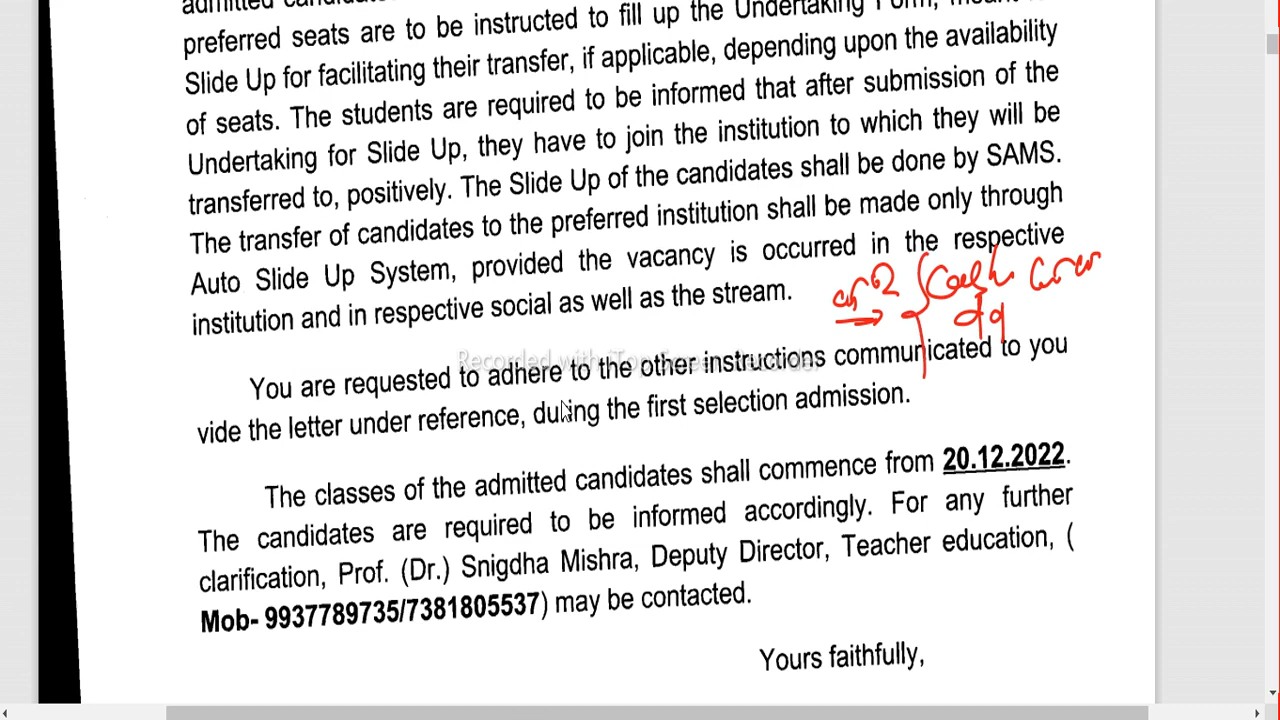 admitted
preferred seats are to be instructed to fill up the Undertaking Form,
Slide Up for facilitating their transfer, if applicable, depending upon the availability
of seats. The students are required to be informed that after submission of the
Undertaking for Slide Up, they have to join the institution to which they will be
transferred to, positively. The Slide Up of the candidates shall be done by SAMS.
The transfer of candidates to the preferred institution shall be made only through
Auto Slide Up System, provided the vacancy is occurred in the respective
institution and in respective social as well as the stream.
Recorded with iTop Screen Recorder
You are requested to adhere to the other instructions communicated to you
vide the letter under reference, during the first selection admission.
The classes of the admitted candidates shall commence from 20.12.2022.
The candidates are required to be informed accordingly. For any further
clarification, Prof. (Dr.) Snigdha Mishra, Deputy Director, Teacher education, (
Mob- 9937789735/7381805537) may be contacted.
Yours faithfully,